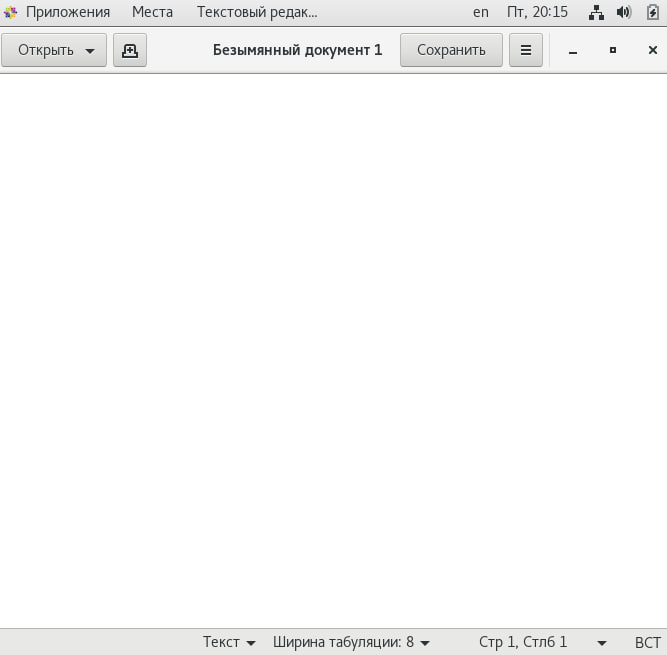 Приложения Места Текстовый редак... en Пт, 20:15
Открыть Безымянный документ 1 Сохранить
Текст Ширина табуляции: 8 Стр 1, Стлб 1 ВСТ